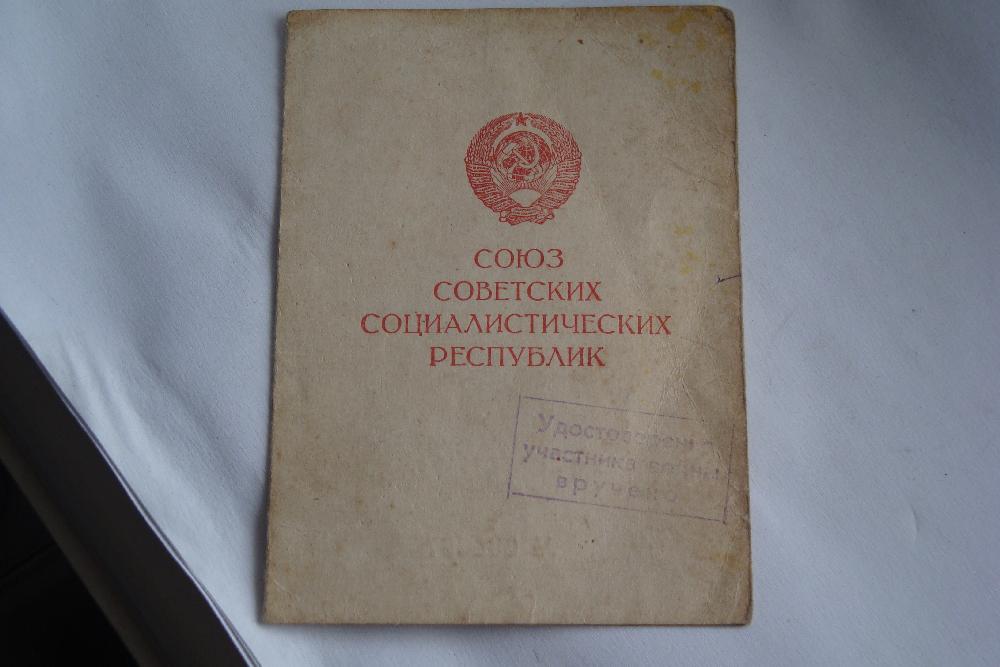 СОЮЗ
СОВЕТСКИХ
СОЦИАЛИСТИЧЕСКИХ
РЕСПУБЛИК
Удостоверение
участника войны
вручено